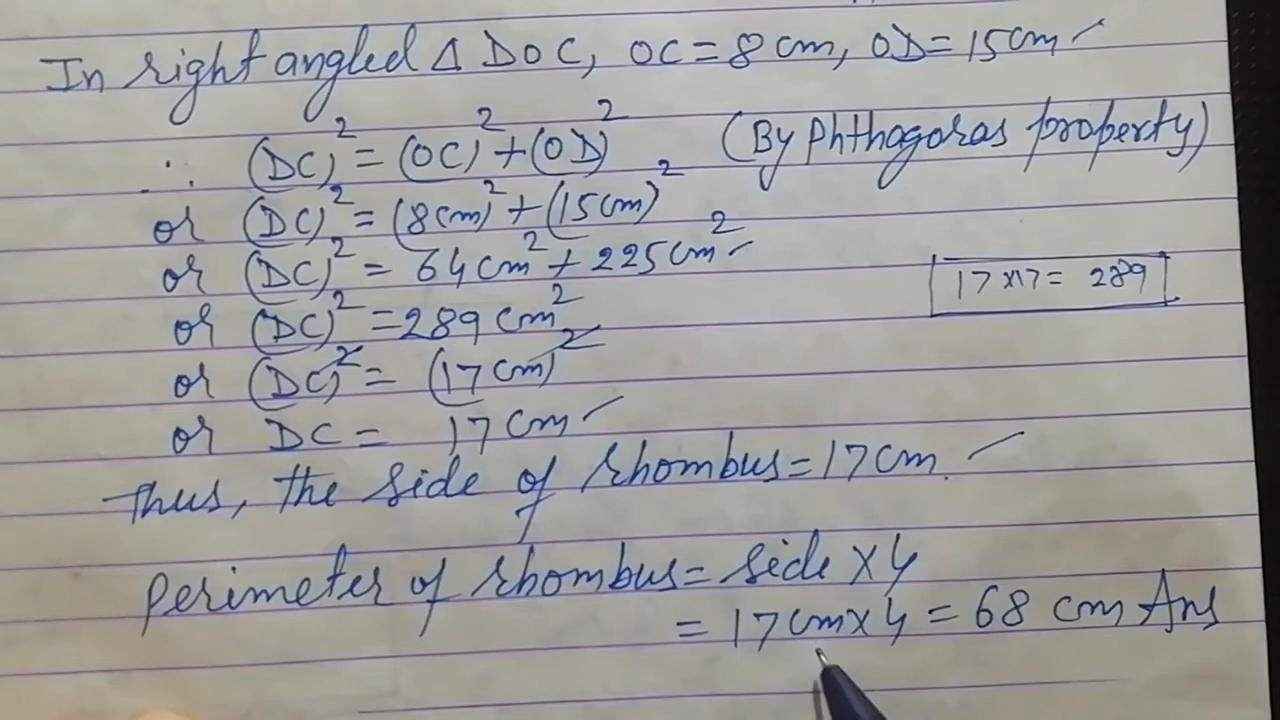 In right angled Δ DOC, OC = 8 cm, OD = 15 cm
∴ (DC)² = (OC)² + (OD)² (By Phthagoras property)
or (DC)² = (8 cm)² + (15 cm)²
or (DC)² = 64 cm² + 225 cm²
17 × 17 = 289
or (DC)² = 289 cm²
or (DC)² = (17 cm)²
or DC = 17 cm
Thus, the side of rhombus = 17 cm.
Perimeter of rhombus = side × 4
= 17 cm × 4 = 68 cm Ans